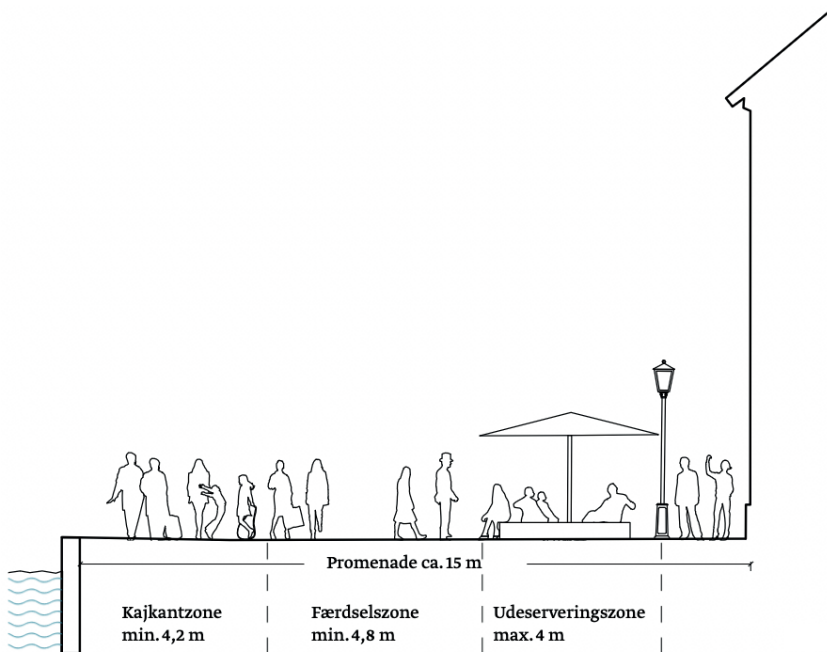 Promenade ca. 15 m
Kajkantzone
min. 4,2 m
Færdselszone
min. 4,8 m
Udeserveringszone
max. 4 m